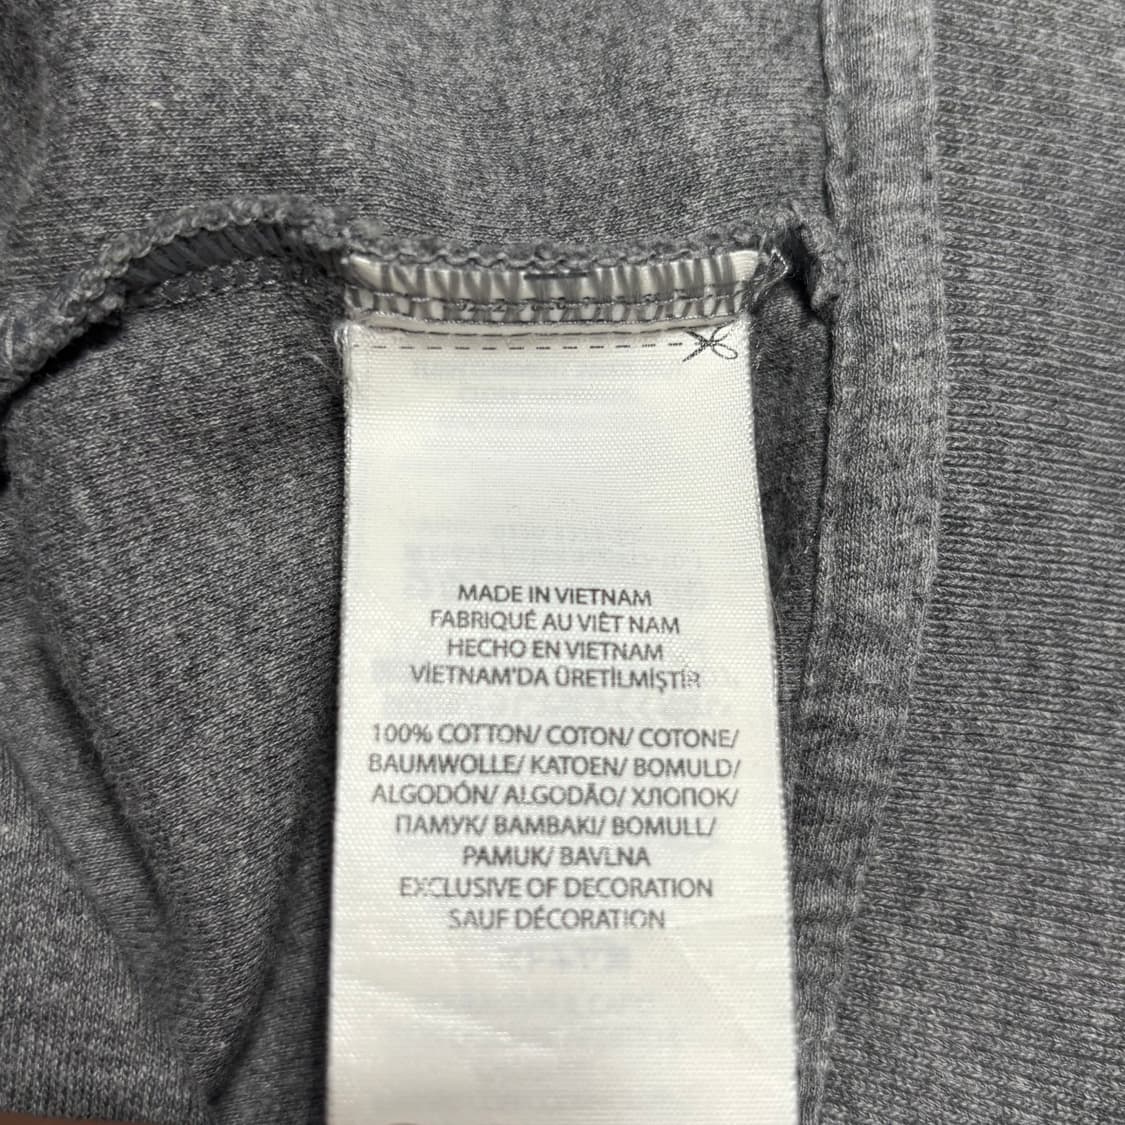 MADE IN VIETNAM
FABRIQUÉ AU VIÊT NAM
HECHO EN VIETNAM
VİETNAM'DA ÜRETİLMİŞTİR
100% COTTON/ COTON/ COTONE/
BAUMWOLLE/ KATOEN/ BOMULD/
ALGODÓN/ ALGODÃO/ ХЛОПОК/
ПАМУК/ BAMBAKI/ BOMULL/
PAMUK/ BAVLNA
EXCLUSIVE OF DECORATION
SAUF DÉCORATION